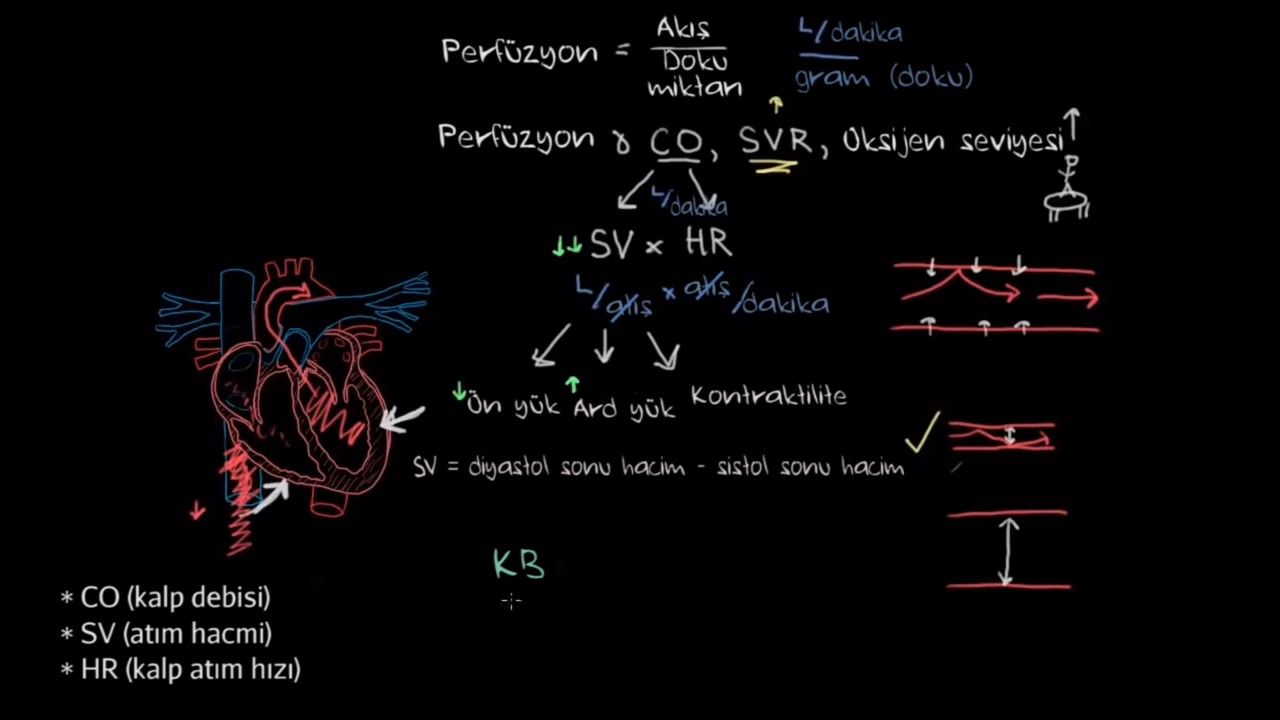 Perfüzyon = Akış / Doku miktarı
L/dakika
gram (doku)
Perfüzyon γ CO, SVR, Oksijen seviyesi
L/dakika
SV x HR
L/atış x atış/dakika
Ön yük Ard yük Kontraktilite
SV = diyastol sonu hacim - sistol sonu hacim
KB
* CO (kalp debisi)
* SV (atım hacmi)
* HR (kalp atım hızı)